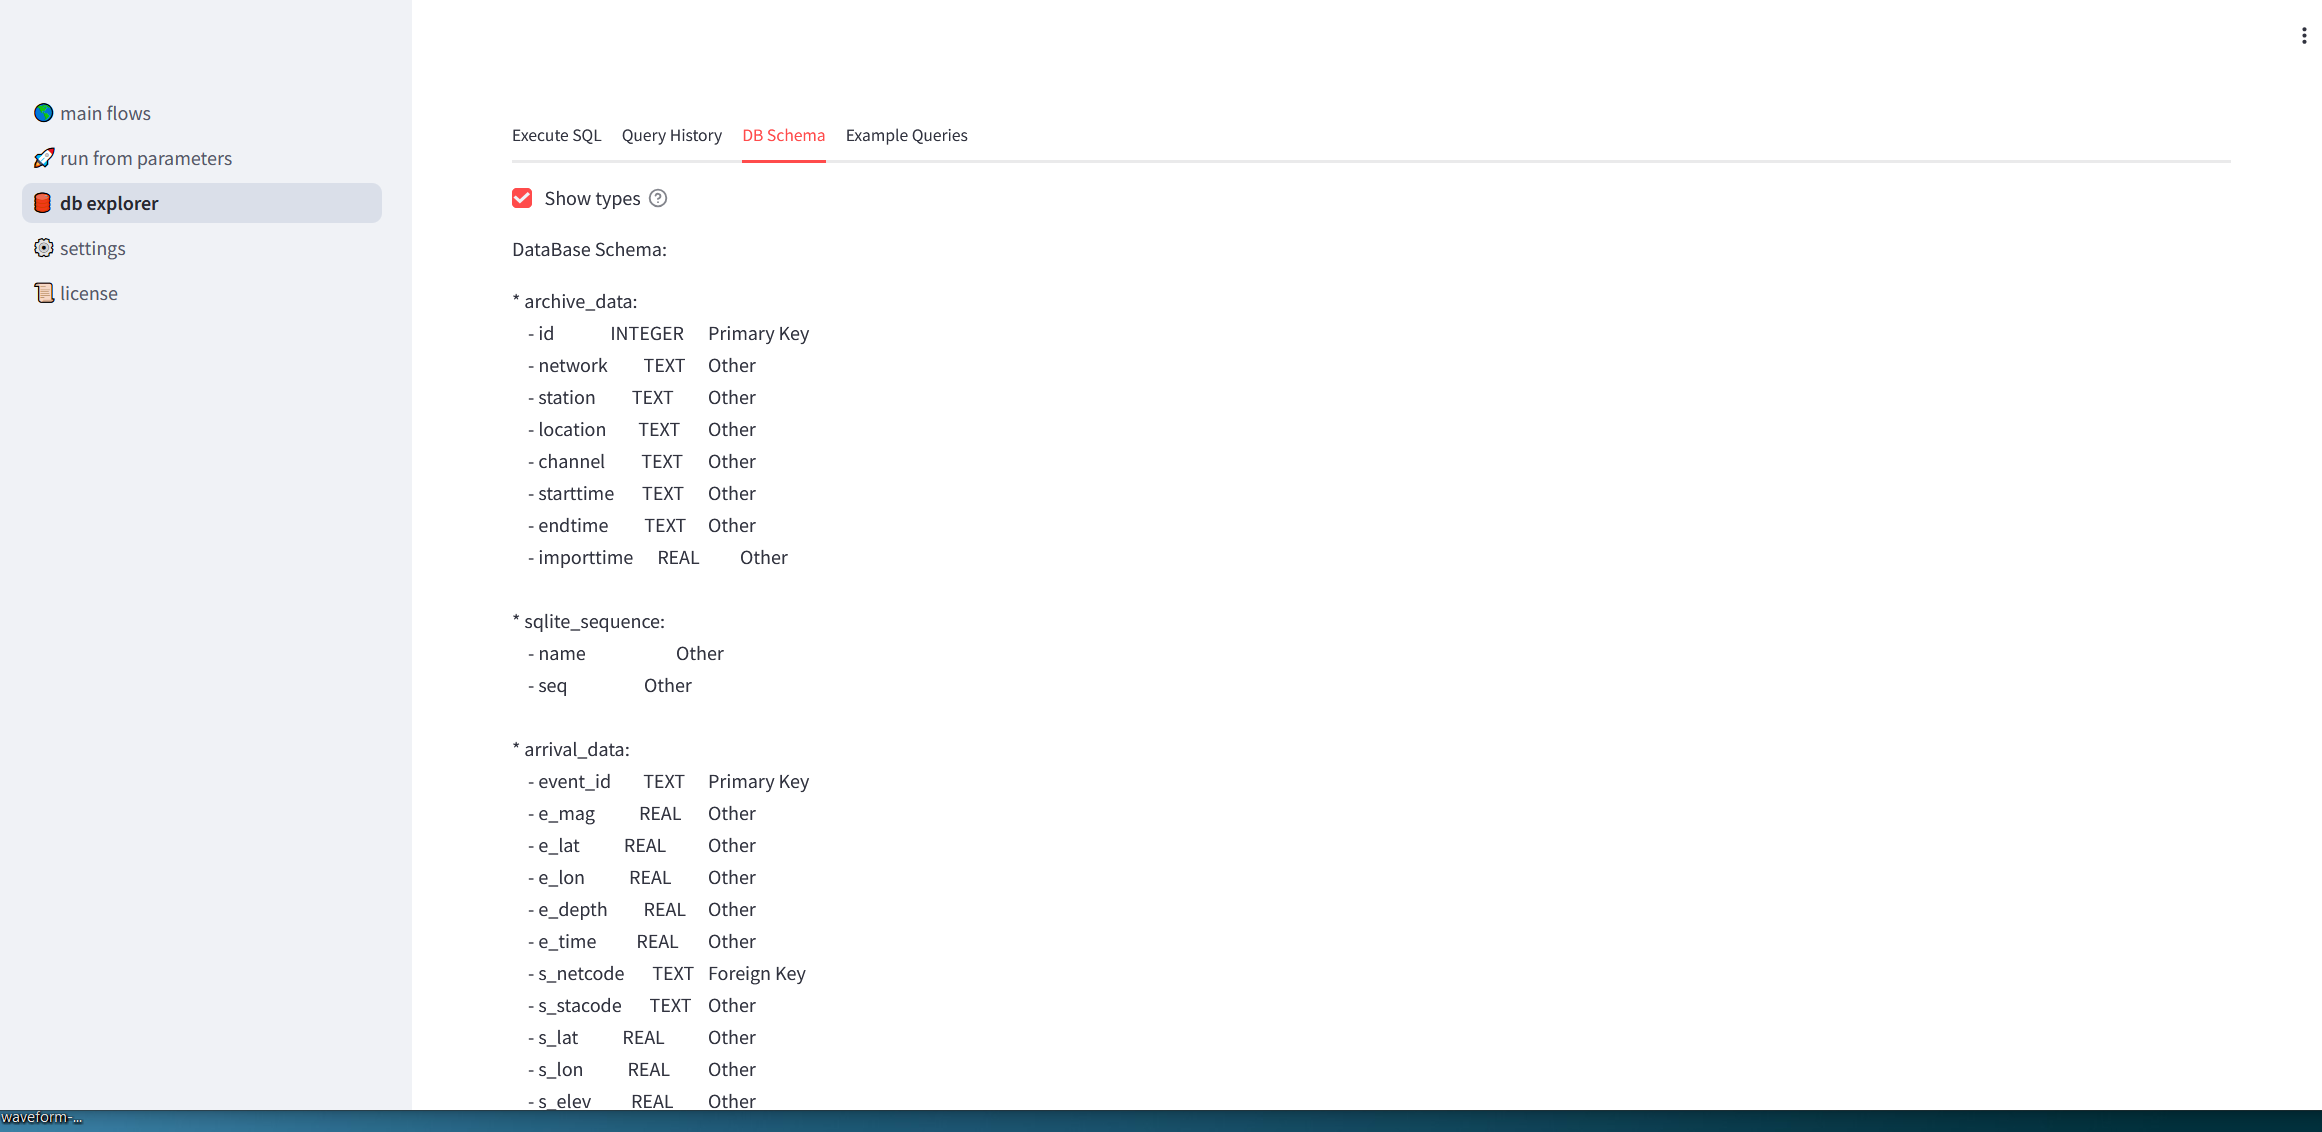 main flows
run from parameters
db explorer
settings
license
Execute SQL Query History DB Schema Example Queries
Show types
DataBase Schema:
* archive_data:
- id INTEGER Primary Key
- network TEXT Other
- station TEXT Other
- location TEXT Other
- channel TEXT Other
- starttime TEXT Other
- endtime TEXT Other
- importtime REAL Other
* sqlite_sequence:
- name Other
- seq Other
* arrival_data:
- event_id TEXT Primary Key
- e_mag REAL Other
- e_lat REAL Other
- e_lon REAL Other
- e_depth REAL Other
- e_time REAL Other
- s_netcode TEXT Foreign Key
- s_stacode TEXT Other
- s_lat REAL Other
- s_lon REAL Other
- s_elev REAL Other
waveform-...